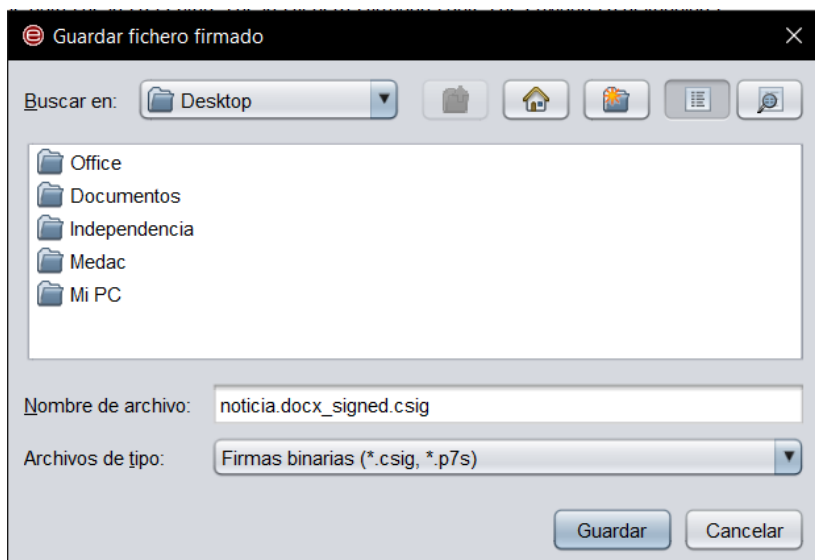 Guardar fichero firmado
Buscar en: Desktop
Office
Documentos
Independencia
Medac
Mi PC
Nombre de archivo: noticia.docx_signed.csig
Archivos de tipo: Firmas binarias (*.csig, *.p7s)
Guardar Cancelar